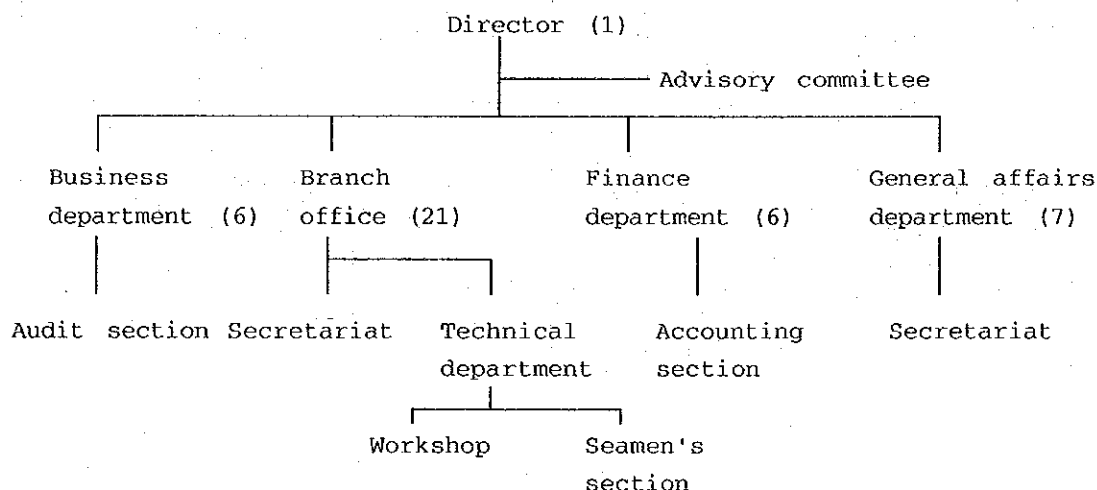 Director (1)
Advisory committee
Business Branch Finance General affairs
department (6) office (21) department (6) department (7)
Audit section Secretariat Technical Accounting Secretariat
department section
Workshop Seamen's
section